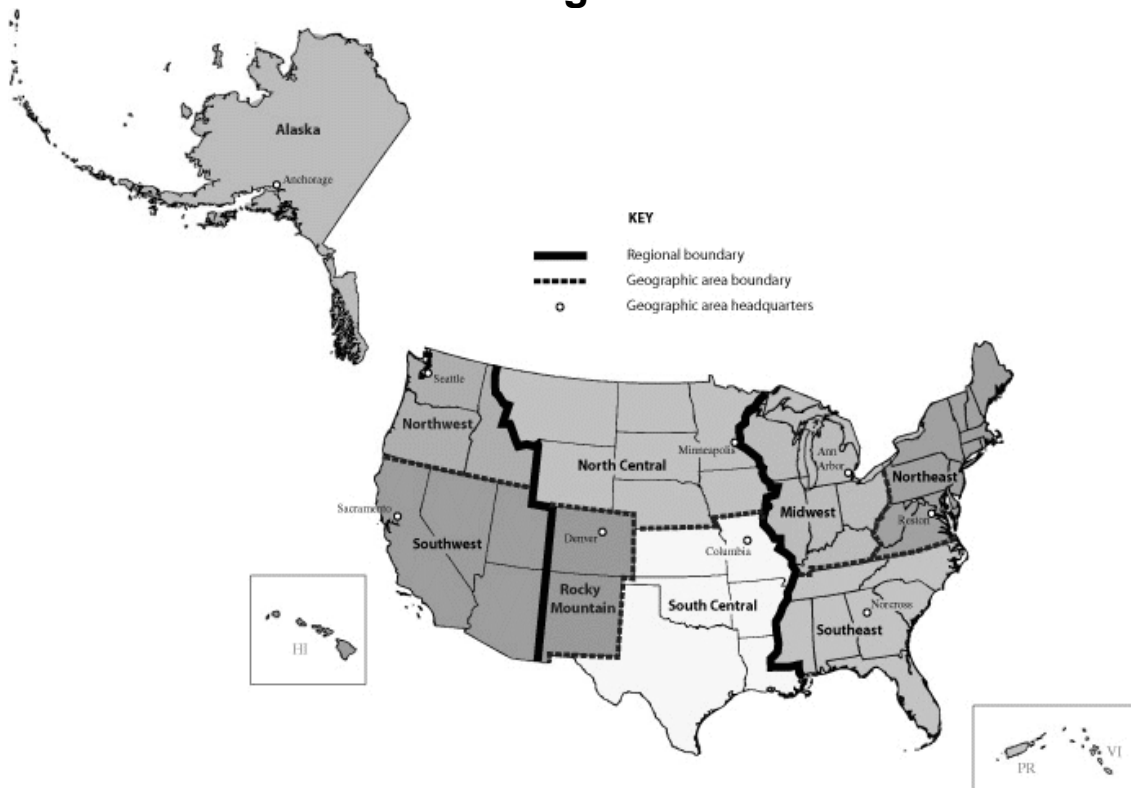 Alaska
Anchorage
KEY
Regional boundary
Geographic area boundary
Geographic area headquarters
Seattle
Northwest
Minneapolis
Ann
Arbor
North Central
Northeast
Sacramento
Midwest
Reston
Southwest
Denver
Columbia
Rocky
Mountain
South Central
Norcross
Southeast
HI
PR
VI